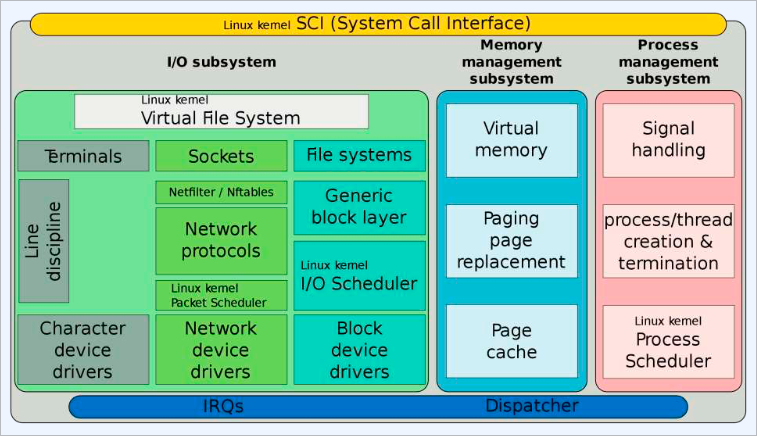 Linux kernel SCI (System Call Interface)
I/O subsystem
Memory
management
subsystem
Process
management
subsystem
Linux kernel
Virtual File System
Terminals
Sockets
File systems
Line
discipline
Netfilter / Nftables
Network
protocols
Linux kernel
Packet Scheduler
Generic
block layer
Linux kernel
I/O Scheduler
Character
device
drivers
Network
device
drivers
Block
device
drivers
Virtual
memory
Paging
page
replacement
Page
cache
Signal
handling
process/thread
creation &
termination
Linux kernel
Process
Scheduler
IRQs
Dispatcher